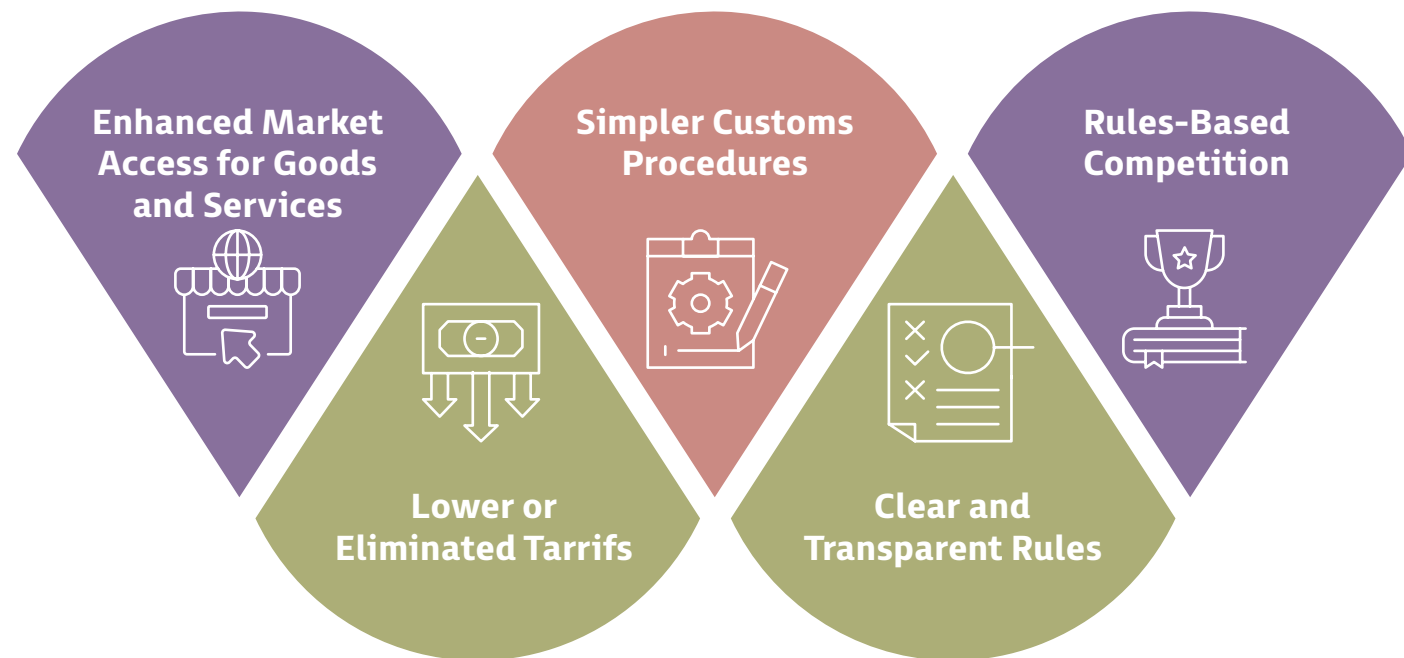 Enhanced Market
Access for Goods
and Services
Lower or
Eliminated Tarrifs
Simpler Customs
Procedures
Clear and
Transparent Rules
Rules-Based
Competition